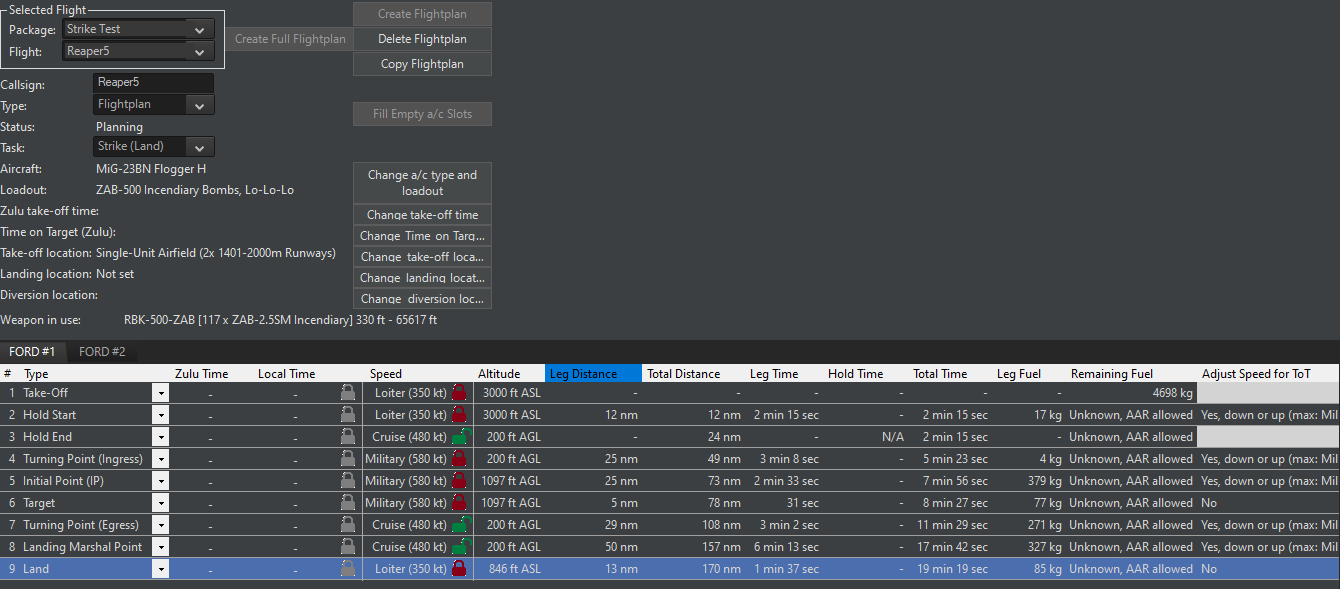 Selected Flight
Package: Strike Test
Flight: Reaper5
Create Full Flightplan
Create Flightplan
Delete Flightplan
Copy Flightplan
Callsign: Reaper5
Type: Flightplan
Fill Empty a/c Slots
Status: Planning
Task: Strike (Land)
Aircraft: MiG-23BN Flogger H
Loadout: ZAB-500 Incendiary Bombs, Lo-Lo-Lo
Change a/c type and
loadout
Zulu take-off time:
Change take-off time
Time on Target (Zulu):
Change Time on Targ...
Take-off location: Single-Unit Airfield (2x 1401-2000m Runways)
Change take-off loca...
Landing location: Not set
Change landing locat...
Diversion location:
Change diversion loc...
Weapon in use: RBK-500-ZAB [117 x ZAB-2.5SM Incendiary] 330 ft - 65617 ft
FORD #1 FORD #2
# Type Zulu Time Local Time Speed Altitude Leg Distance Total Distance Leg Time Hold Time Total Time Leg Fuel Remaining Fuel Adjust Speed for ToT
1 Take-Off - - Loiter (350 kt) 3000 ft ASL - - - - - - 4698 kg
2 Hold Start - - Loiter (350 kt) 3000 ft ASL 12 nm 12 nm 2 min 15 sec - 2 min 15 sec 17 kg Unknown, AAR allowed Yes, down or up (max: Mil
3 Hold End - - Cruise (480 kt) 200 ft AGL - 24 nm - N/A 2 min 15 sec - Unknown, AAR allowed
4 Turning Point (Ingress) - - Military (580 kt) 200 ft AGL 25 nm 49 nm 3 min 8 sec - 5 min 23 sec 4 kg Unknown, AAR allowed Yes, down or up (max: Mil
5 Initial Point (IP) - - Military (580 kt) 1097 ft AGL 25 nm 73 nm 2 min 33 sec - 7 min 56 sec 379 kg Unknown, AAR allowed Yes, down or up (max: Mil
6 Target - - Military (580 kt) 1097 ft AGL 5 nm 78 nm 31 sec - 8 min 27 sec 77 kg Unknown, AAR allowed No
7 Turning Point (Egress) - - Cruise (480 kt) 200 ft AGL 29 nm 108 nm 3 min 2 sec - 11 min 29 sec 271 kg Unknown, AAR allowed Yes, down or up (max: Mil
8 Landing Marshal Point - - Cruise (480 kt) 200 ft AGL 50 nm 157 nm 6 min 13 sec - 17 min 42 sec 327 kg Unknown, AAR allowed Yes, down or up (max: Mil
9 Land - - Loiter (350 kt) 846 ft ASL 13 nm 170 nm 1 min 37 sec - 19 min 19 sec 85 kg Unknown, AAR allowed No